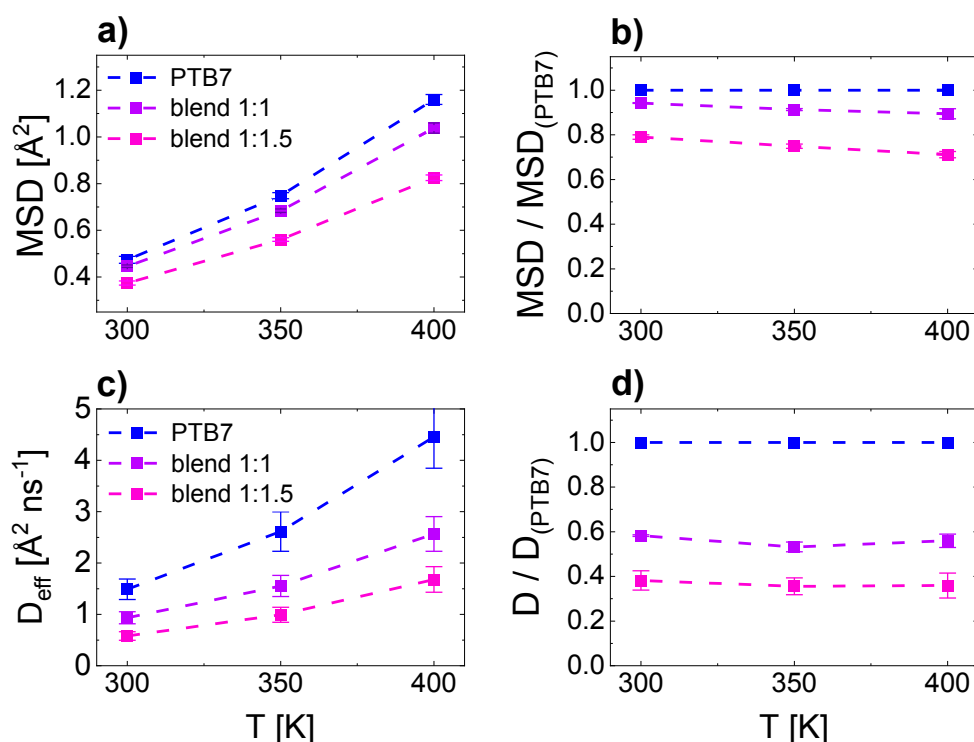 a)
MSD [Å²]
1.2
1.0
0.8
0.6
0.4
PTB7
blend 1:1
blend 1:1.5
300
350
400
b)
MSD / MSD(PTB7)
1.0
0.8
0.6
0.4
0.2
0.0
300
350
400
c)
Deff [Å² ns⁻¹]
5
4
3
2
1
0
PTB7
blend 1:1
blend 1:1.5
300
350
400
T [K]
d)
D / D(PTB7)
1.0
0.8
0.6
0.4
0.2
0.0
300
350
400
T [K]